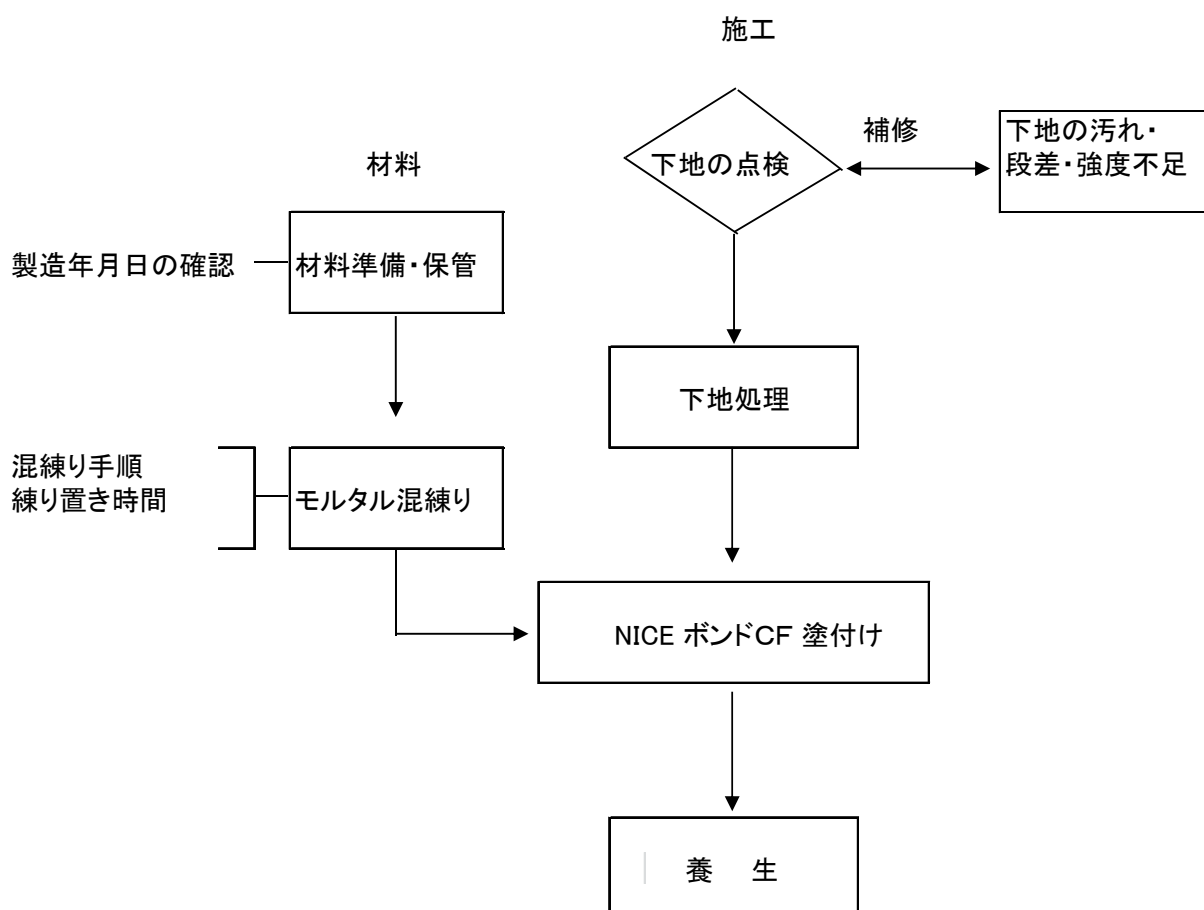 施工
下地の点検
補修
下地の汚れ・
段差・強度不足
材料
製造年月日の確認
材料準備・保管
下地処理
混練り手順
練り置き時間
モルタル混練り
NICE ボンドCF 塗付け
養 生